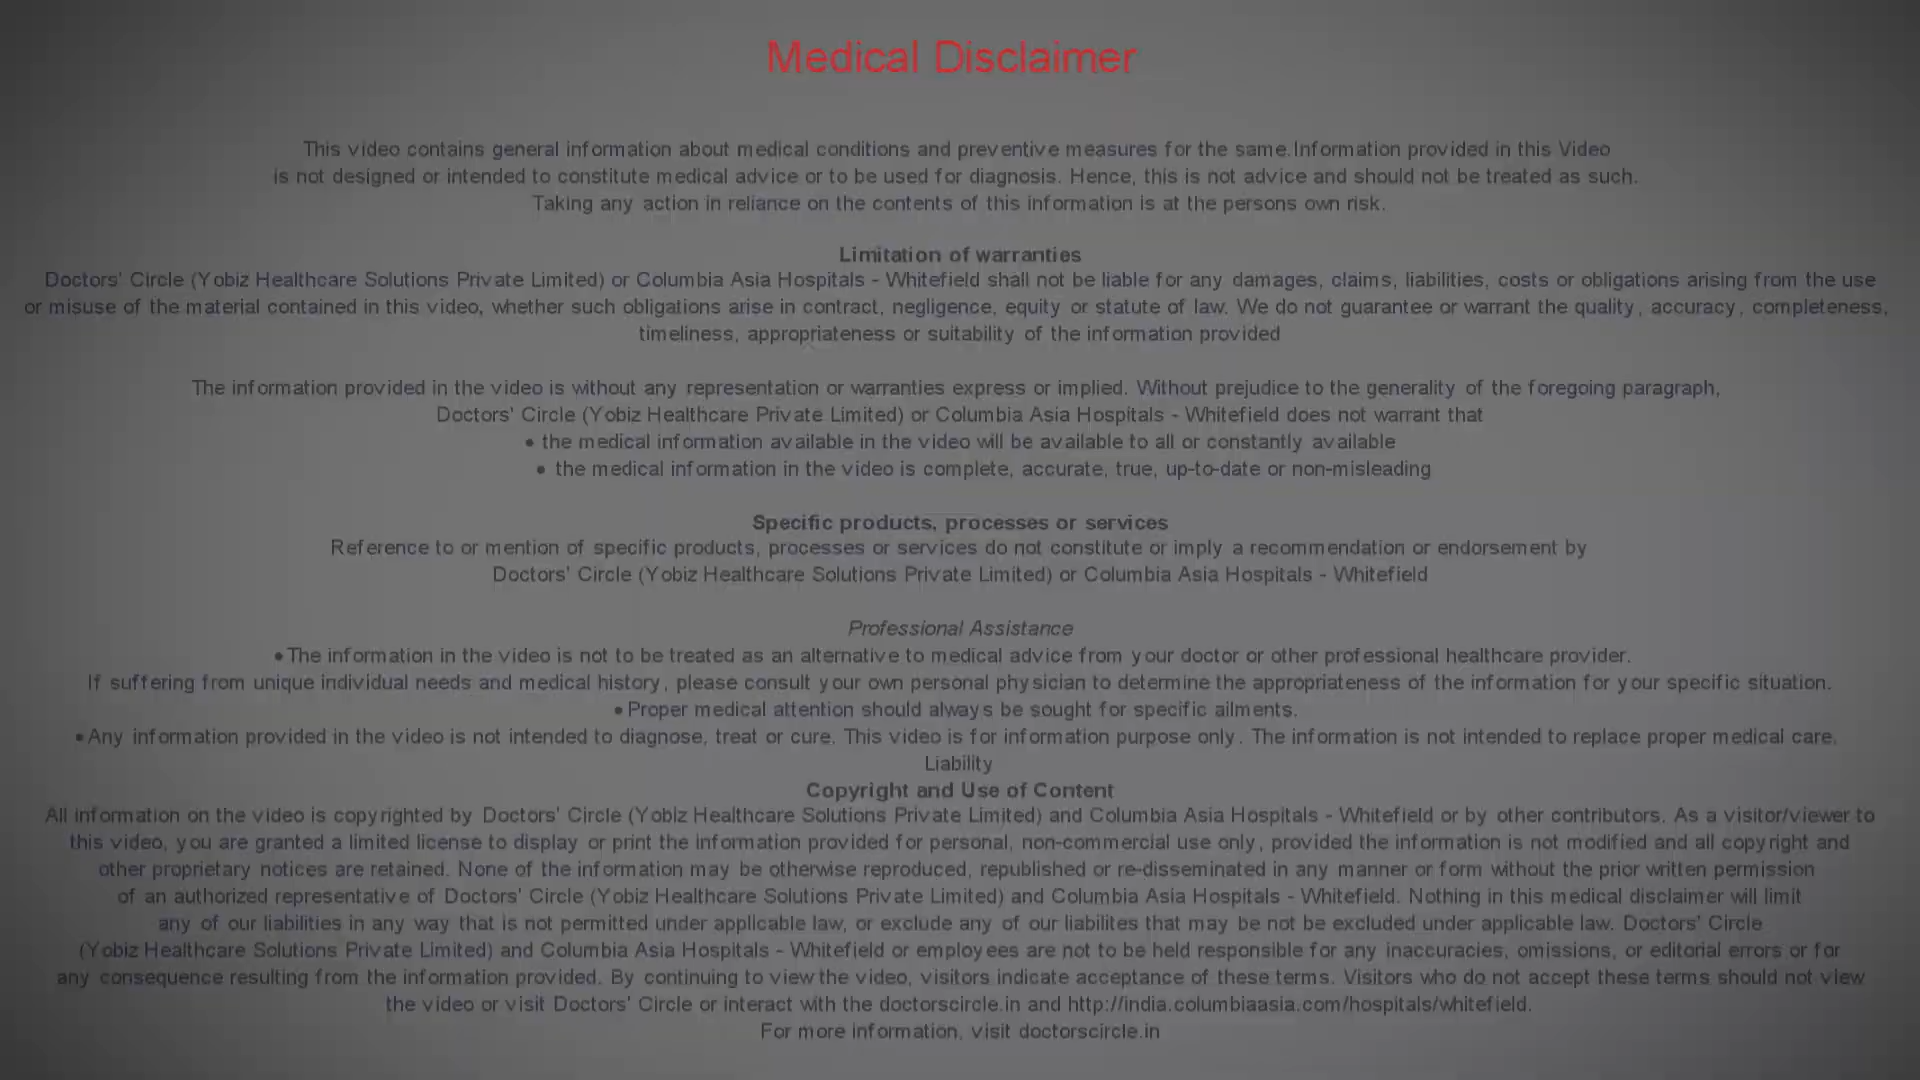 Medical Disclaimer
This video contains general information about medical conditions and preventive measures for the same.Information provided in this Video
is not designed or intended to constitute medical advice or to be used for diagnosis. Hence, this is not advice and should not be treated as such.
Taking any action in reliance on the contents of this information is at the persons own risk.
Limitation of warranties
Doctors' Circle (Yobiz Healthcare Solutions Private Limited) or Columbia Asia Hospitals - Whitefield shall not be liable for any damages, claims, liabilities, costs or obligations arising from the use
or misuse of the material contained in this video, whether such obligations arise in contract, negligence, equity or statute of law. We do not guarantee or warrant the quality, accuracy, completeness,
timeliness, appropriateness or suitability of the information provided
The information provided in the video is without any representation or warranties express or implied. Without prejudice to the generality of the foregoing paragraph,
Doctors' Circle (Yobiz Healthcare Private Limited) or Columbia Asia Hospitals - Whitefield does not warrant that
• the medical information available in the video will be available to all or constantly available
• the medical information in the video is complete, accurate, true, up-to-date or non-misleading
Specific products, processes or services
Reference to or mention of specific products, processes or services do not constitute or imply a recommendation or endorsement by
Doctors' Circle (Yobiz Healthcare Solutions Private Limited) or Columbia Asia Hospitals - Whitefield
Professional Assistance
•The information in the video is not to be treated as an alternative to medical advice from your doctor or other professional healthcare provider.
If suffering from unique individual needs and medical history, please consult your own personal physician to determine the appropriateness of the information for your specific situation.
•Proper medical attention should always be sought for specific ailments.
•Any information provided in the video is not intended to diagnose, treat or cure. This video is for information purpose only. The information is not intended to replace proper medical care.
Liability
Copyright and Use of Content
All information on the video is copyrighted by Doctors' Circle (Yobiz Healthcare Solutions Private Limited) and Columbia Asia Hospitals - Whitefield or by other contributors. As a visitor/viewer to
this video, you are granted a limited license to display or print the information provided for personal, non-commercial use only, provided the information is not modified and all copyright and
other proprietary notices are retained. None of the information may be otherwise reproduced, republished or re-disseminated in any manner or form without the prior written permission
of an authorized representative of Doctors' Circle (Yobiz Healthcare Solutions Private Limited) and Columbia Asia Hospitals - Whitefield. Nothing in this medical disclaimer will limit
any of our liabilities in any way that is not permitted under applicable law, or exclude any of our liabilites that may be not be excluded under applicable law. Doctors' Circle
(Yobiz Healthcare Solutions Private Limited) and Columbia Asia Hospitals - Whitefield or employees are not to be held responsible for any inaccuracies, omissions, or editorial errors or for
any consequence resulting from the information provided. By continuing to view the video, visitors indicate acceptance of these terms. Visitors who do not accept these terms should not view
the video or visit Doctors' Circle or interact with the doctorscircle.in and http://india.columbiaasia.com/hospitals/whitefield.
For more information, visit doctorscircle.in